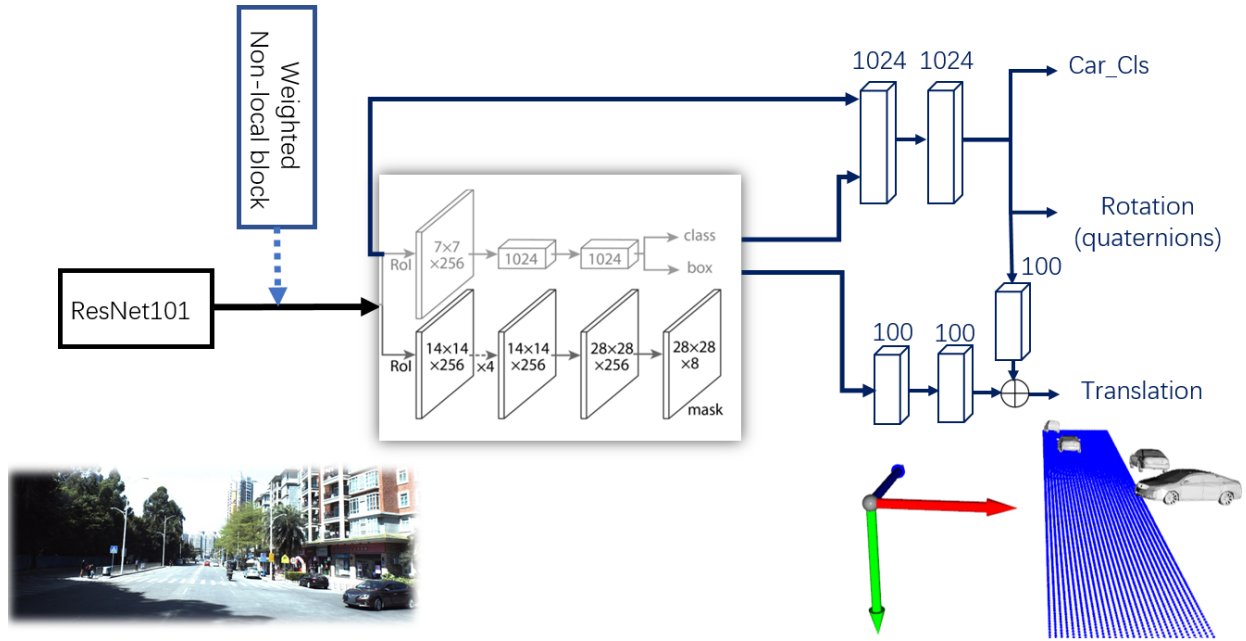 Weighted
Non-local block
ResNet101
1024
1024
Car_Cls
Rotation
(quaternions)
RoI
7×7
×256
1024
1024
class
box
100
RoI
14×14
×256
×4
14×14
×256
28×28
×256
28×28
×8
mask
100
100
Translation